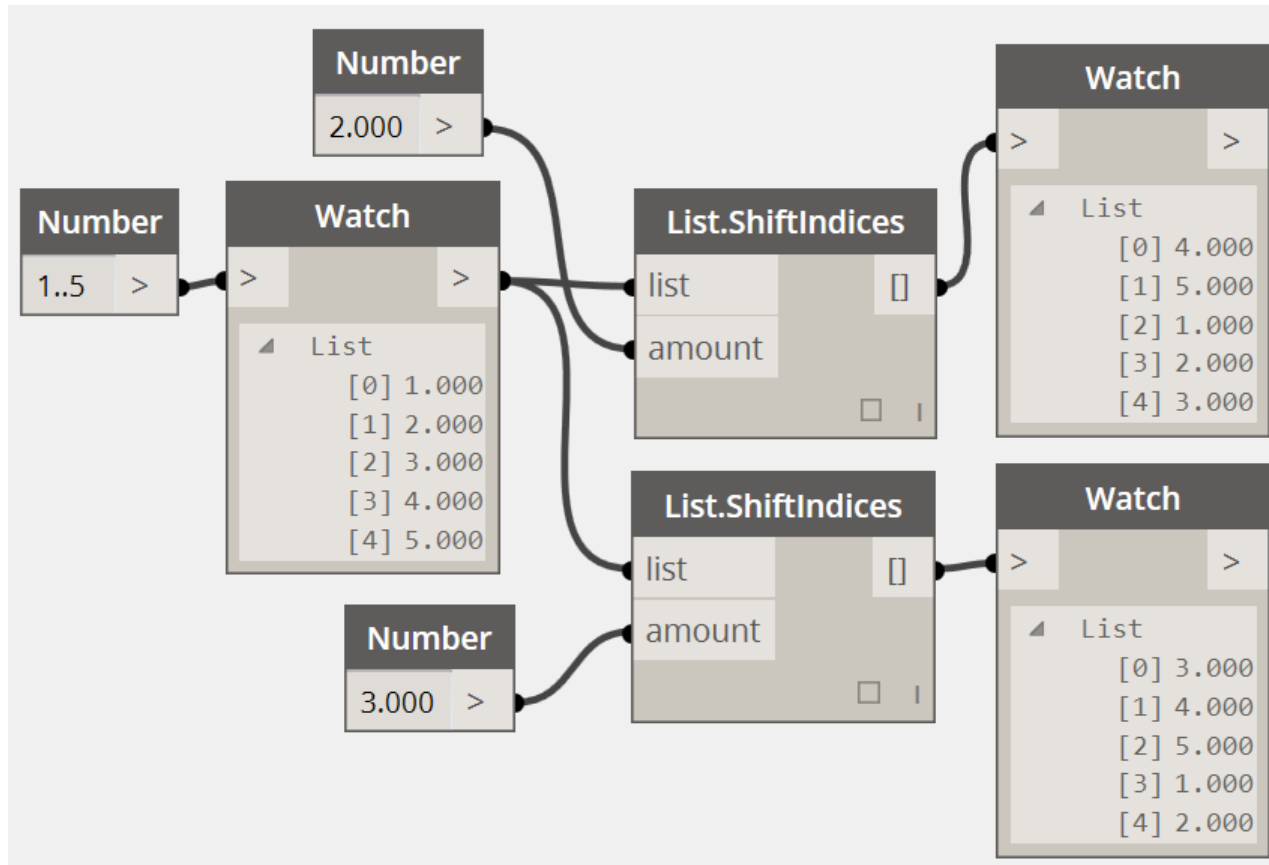 Number
2.000 >
Number
1..5 >
Watch
> >
List
[0] 1.000
[1] 2.000
[2] 3.000
[3] 4.000
[4] 5.000
List.ShiftIndices
list []
amount
l
Watch
> >
List
[0] 4.000
[1] 5.000
[2] 1.000
[3] 2.000
[4] 3.000
Number
3.000 >
List.ShiftIndices
list []
amount
l
Watch
> >
List
[0] 3.000
[1] 4.000
[2] 5.000
[3] 1.000
[4] 2.000